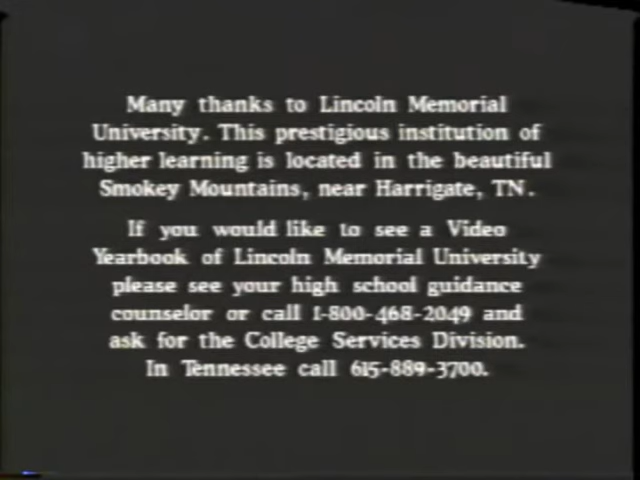 Many thanks to Lincoln Memorial
University. This prestigious institution of
higher learning is located in the beautiful
Smokey Mountains, near Harrigate, TN.
If you would like to see a Video
Yearbook of Lincoln Memorial University
please see your high school guidance
counselor or call 1-800-468-2049 and
ask for the College Services Division.
In Tennessee call 615-889-3700.